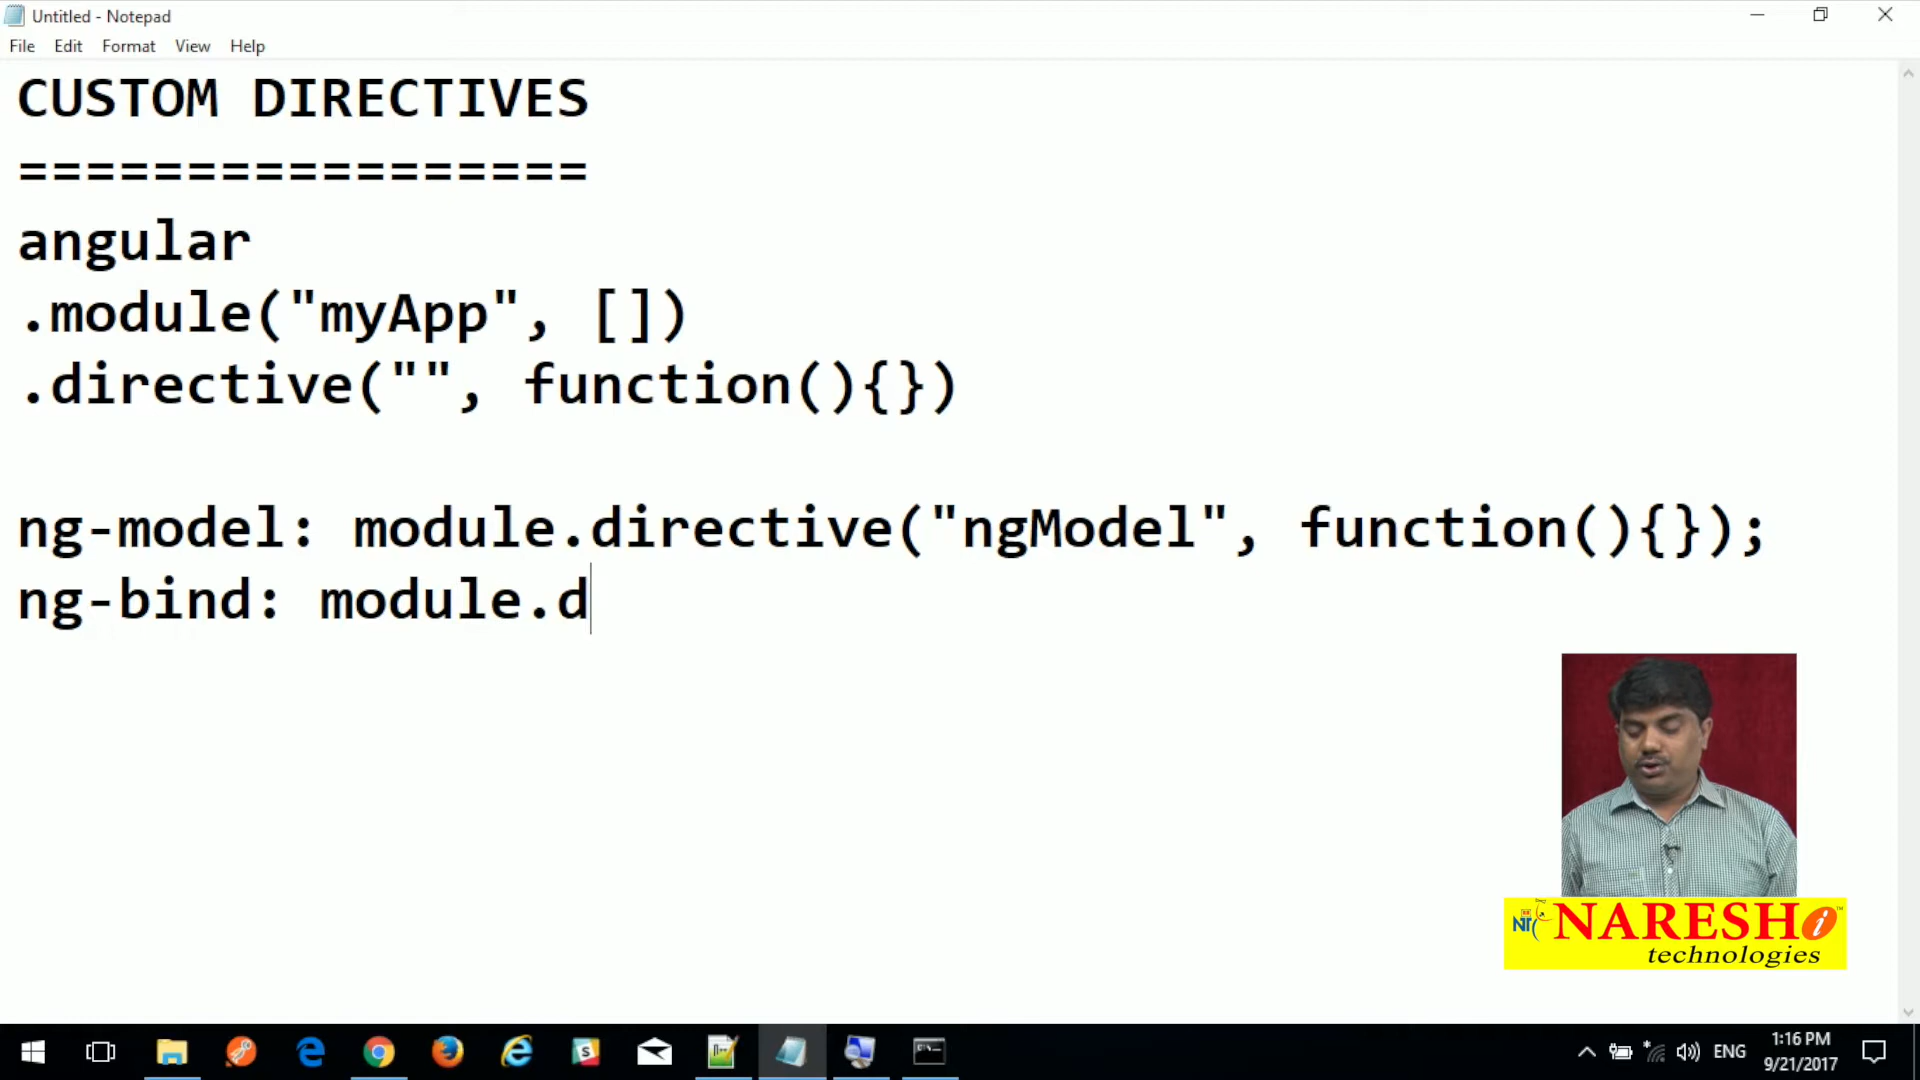 Untitled - Notepad
File Edit Format View Help
CUSTOM DIRECTIVES
=================
angular
.module("myApp", [])
.directive("", function(){})
ng-model: module.directive("ngModel", function(){});
ng-bind: module.d
NARESH i
technologies
ENG
1:16 PM
9/21/2017